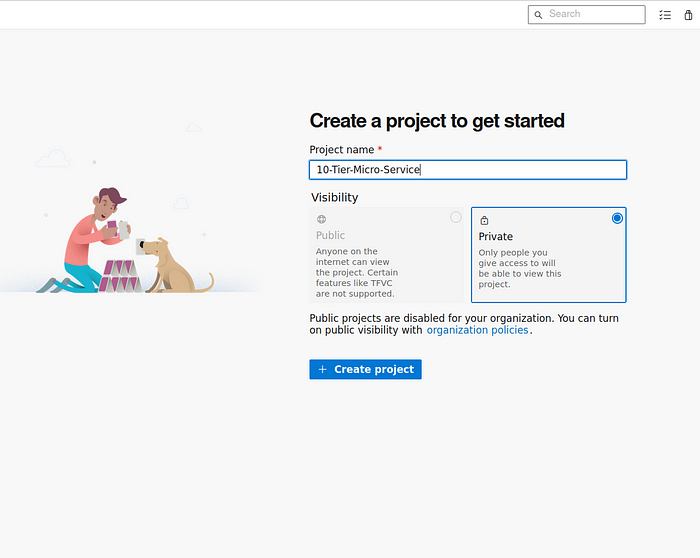 Search
Create a project to get started
Project name *
10-Tier-Micro-Service
Visibility
Public
Anyone on the
internet can view
the project. Certain
features like TFVC
are not supported.
Private
Only people you
give access to will
be able to view this
project.
Public projects are disabled for your organization. You can turn
on public visibility with organization policies.
+ Create project